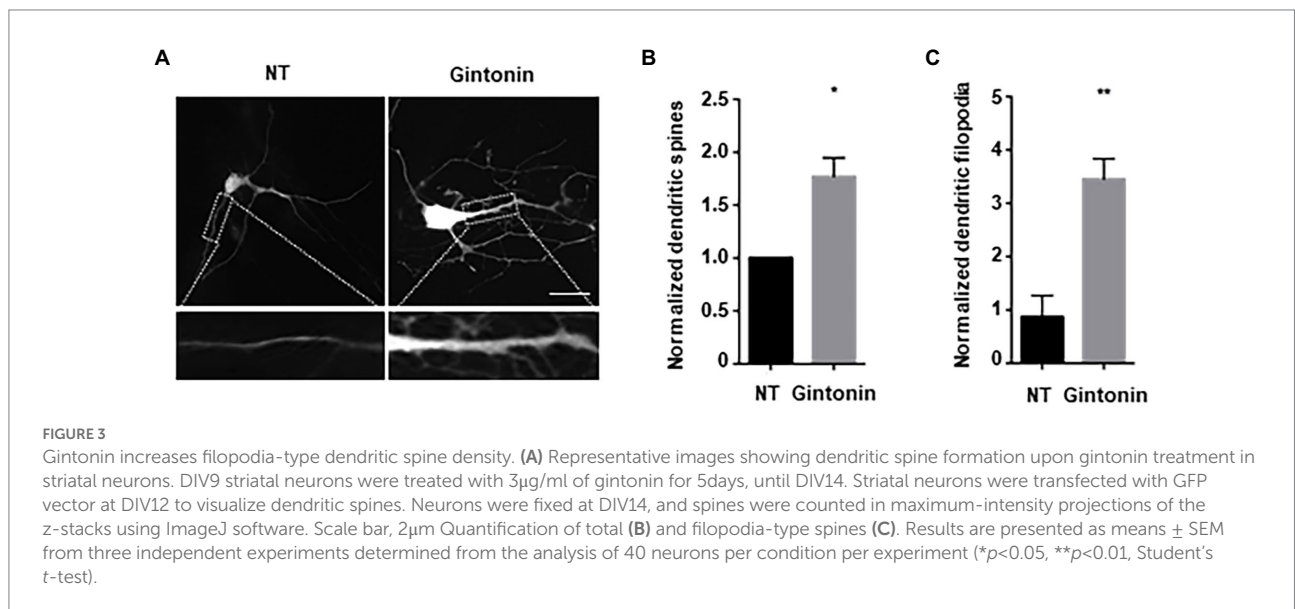 A
NT
Gintonin
B
Normalized dendritic spines
2.5
2.0
1.5
1.0
0.5
0
*
NT Gintonin
C
Normalized dendritic filopodia
5
4
3
2
1
0
**
NT Gintonin
FIGURE 3
Gintonin increases filopodia-type dendritic spine density. (A) Representative images showing dendritic spine formation upon gintonin treatment in
striatal neurons. DIV9 striatal neurons were treated with 3μg/ml of gintonin for 5days, until DIV14. Striatal neurons were transfected with GFP
vector at DIV12 to visualize dendritic spines. Neurons were fixed at DIV14, and spines were counted in maximum-intensity projections of the
z-stacks using ImageJ software. Scale bar, 2μm Quantification of total (B) and filopodia-type spines (C). Results are presented as means ± SEM
from three independent experiments determined from the analysis of 40 neurons per condition per experiment (*p<0.05, **p<0.01, Student's
t-test).